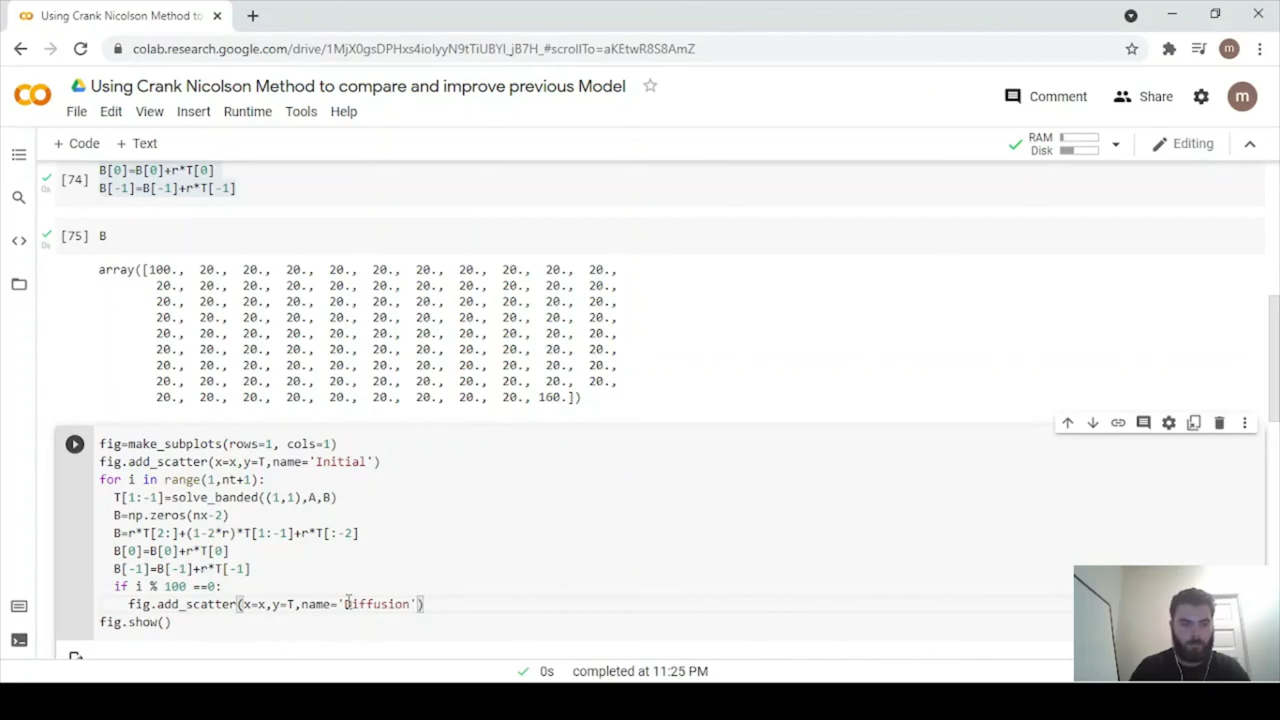 Using Crank Nicolson Method to
colab.research.google.com/drive/1MjX0gsDPHxs4ioIyyN9tTiUBYI_jB7H_#scrollTo=aKEtwR8S8AmZ
m
Using Crank Nicolson Method to compare and improve previous Model
File Edit View Insert Runtime Tools Help
Comment Share m
+ Code + Text
RAM
Disk
Editing
[74] B[0]=B[0]+r*T[0]
0s B[-1]=B[-1]+r*T[-1]
[75] B
0s
array([100., 20., 20., 20., 20., 20., 20., 20., 20., 20., 20.,
20., 20., 20., 20., 20., 20., 20., 20., 20., 20., 20.,
20., 20., 20., 20., 20., 20., 20., 20., 20., 20., 20.,
20., 20., 20., 20., 20., 20., 20., 20., 20., 20., 20.,
20., 20., 20., 20., 20., 20., 20., 20., 20., 20., 20.,
20., 20., 20., 20., 20., 20., 20., 20., 20., 20., 20.,
20., 20., 20., 20., 20., 20., 20., 20., 20., 20., 20.,
20., 20., 20., 20., 20., 20., 20., 20., 20., 20., 20.,
20., 20., 20., 20., 20., 20., 20., 20., 20., 160.])
fig=make_subplots(rows=1, cols=1)
fig.add_scatter(x=x,y=T,name='Initial')
for i in range(1,nt+1):
T[1:-1]=solve_banded((1,1),A,B)
B=np.zeros(nx-2)
B=r*T[2:]+(1-2*r)*T[1:-1]+r*T[:-2]
B[0]=B[0]+r*T[0]
B[-1]=B[-1]+r*T[-1]
if i % 100 ==0:
fig.add_scatter(x=x,y=T,name='Diffusion')
fig.show()
0s completed at 11:25 PM